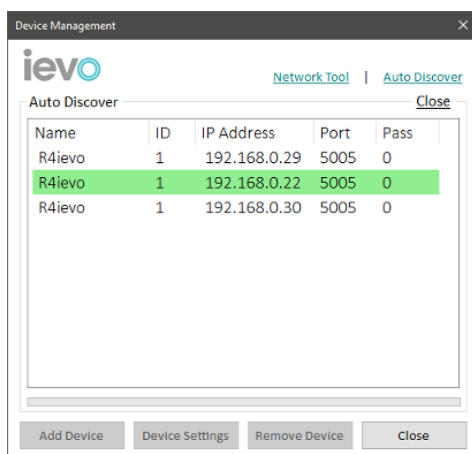 Device Management
ievo
Network Tool | Auto Discover
Auto Discover Close
Name ID IP Address Port Pass
R4ievo 1 192.168.0.29 5005 0
R4ievo 1 192.168.0.22 5005 0
R4ievo 1 192.168.0.30 5005 0
Add Device Device Settings Remove Device Close